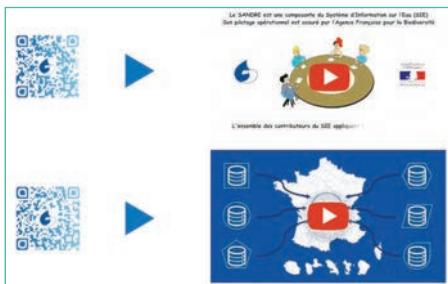 Le SANDRE est une composante du Système d'Information sur l'Eau (SIE)
Son pilotage opérationnel est assuré par l'Agence Française pour la Biodiversité
L'ensemble des contributeurs du SIE appliquer